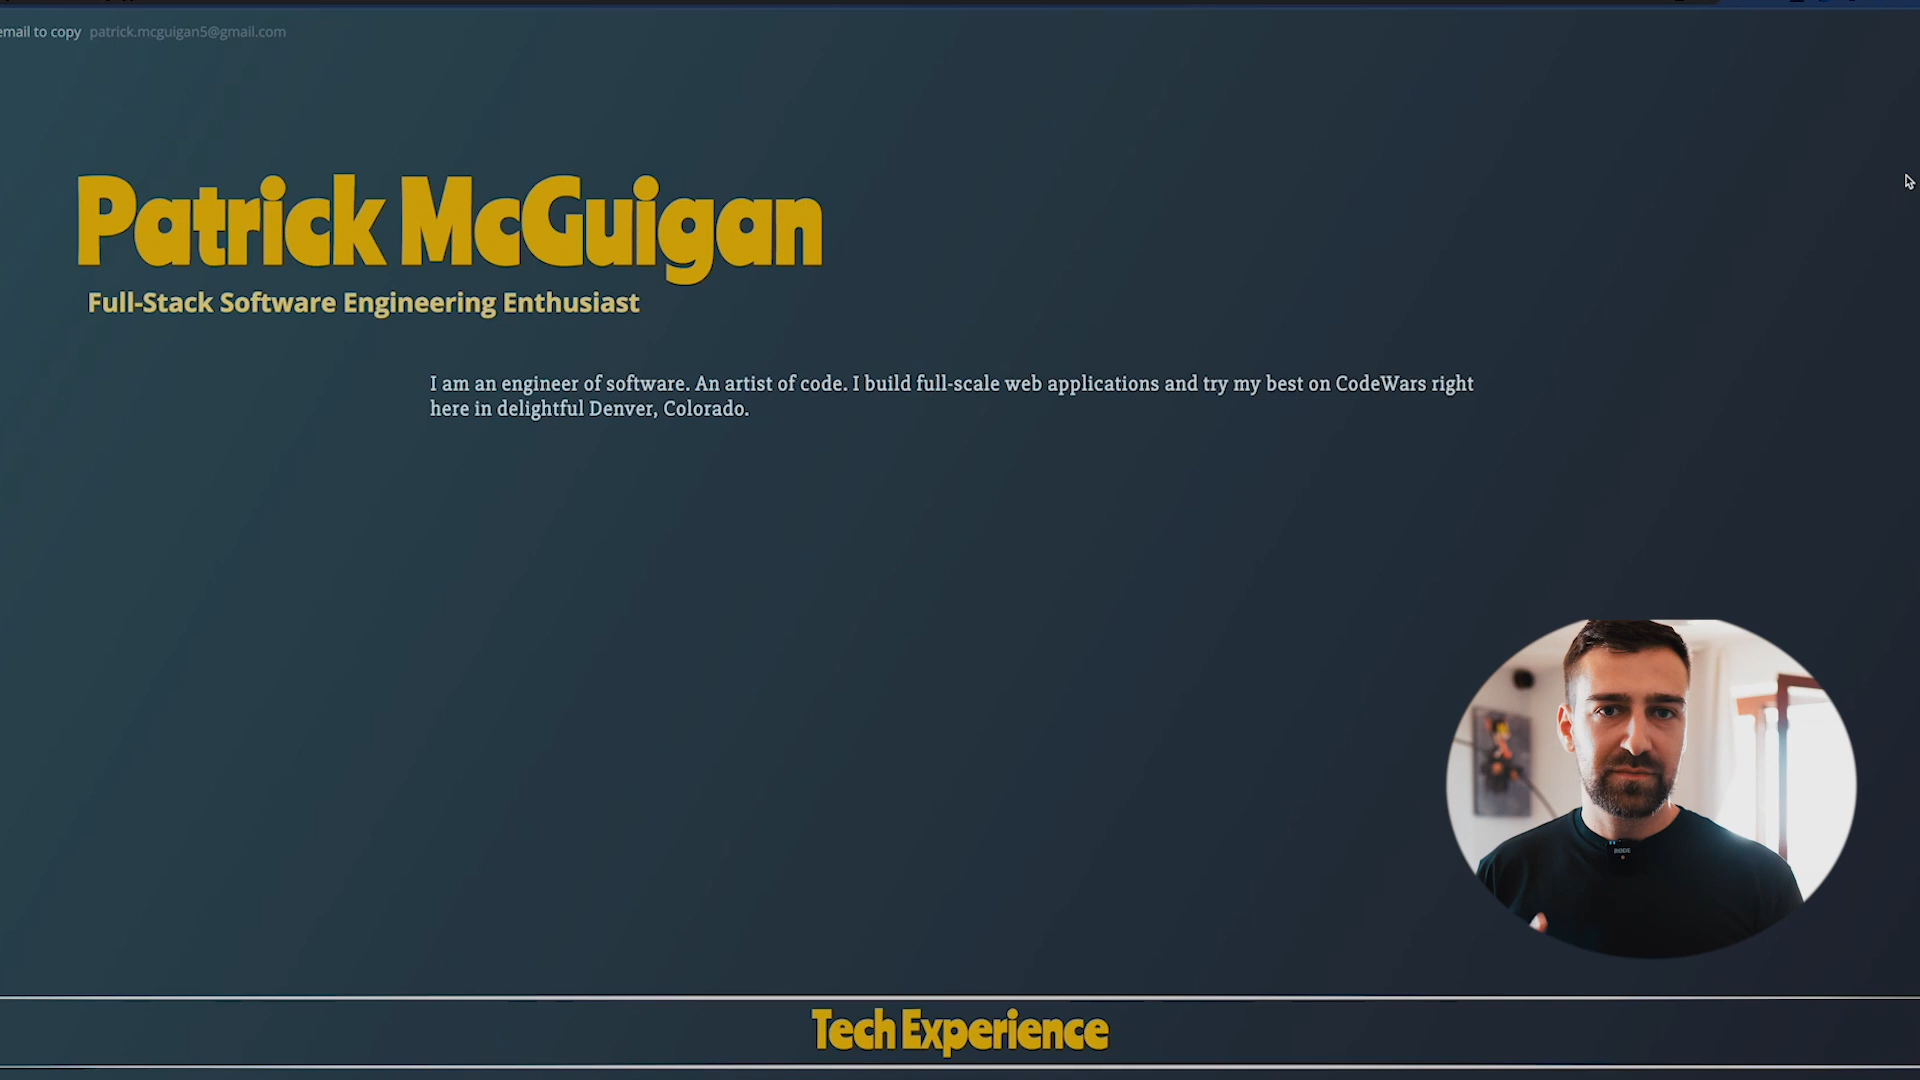 email to copy patrick.mcguigan5@gmail.com
Patrick McGuigan
Full-Stack Software Engineering Enthusiast
I am an engineer of software. An artist of code. I build full-scale web applications and try my best on CodeWars right
here in delightful Denver, Colorado.
RODE
Tech Experience